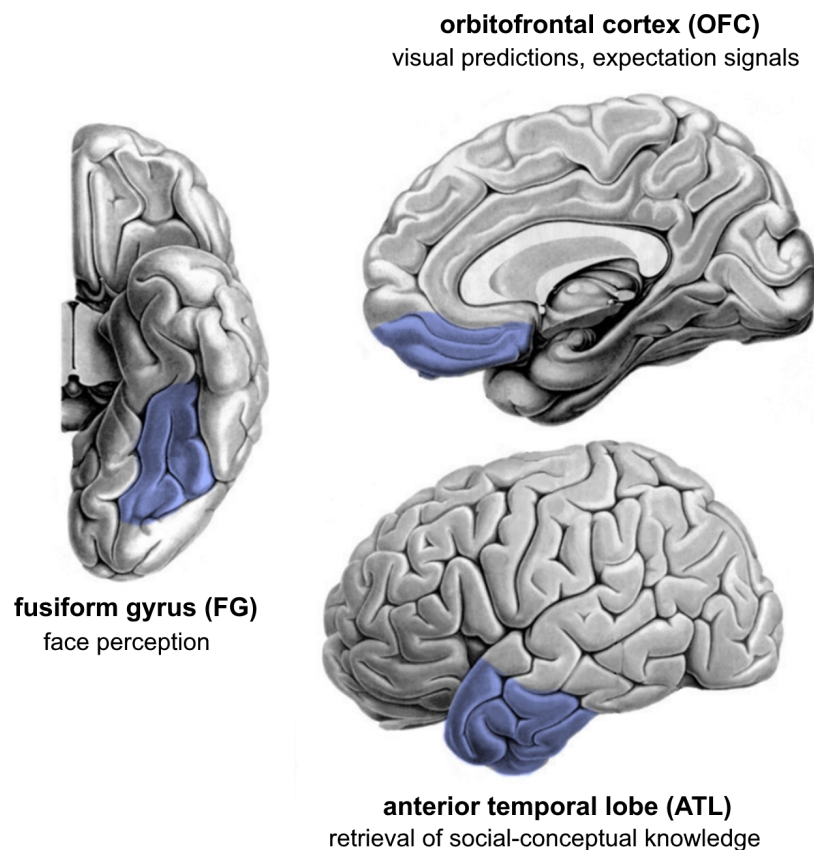 orbitofrontal cortex (OFC)
visual predictions, expectation signals
fusiform gyrus (FG)
face perception
anterior temporal lobe (ATL)
retrieval of social-conceptual knowledge